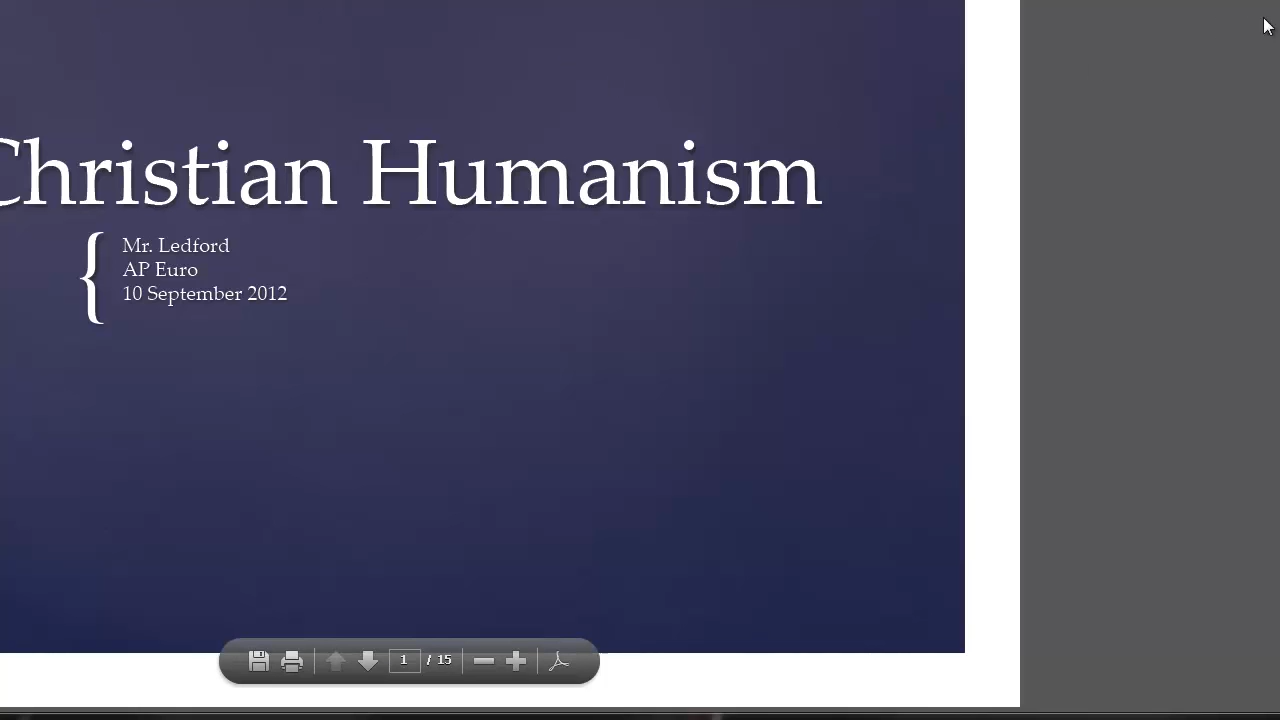 Christian Humanism
Mr. Ledford
AP Euro
10 September 2012
1 / 15